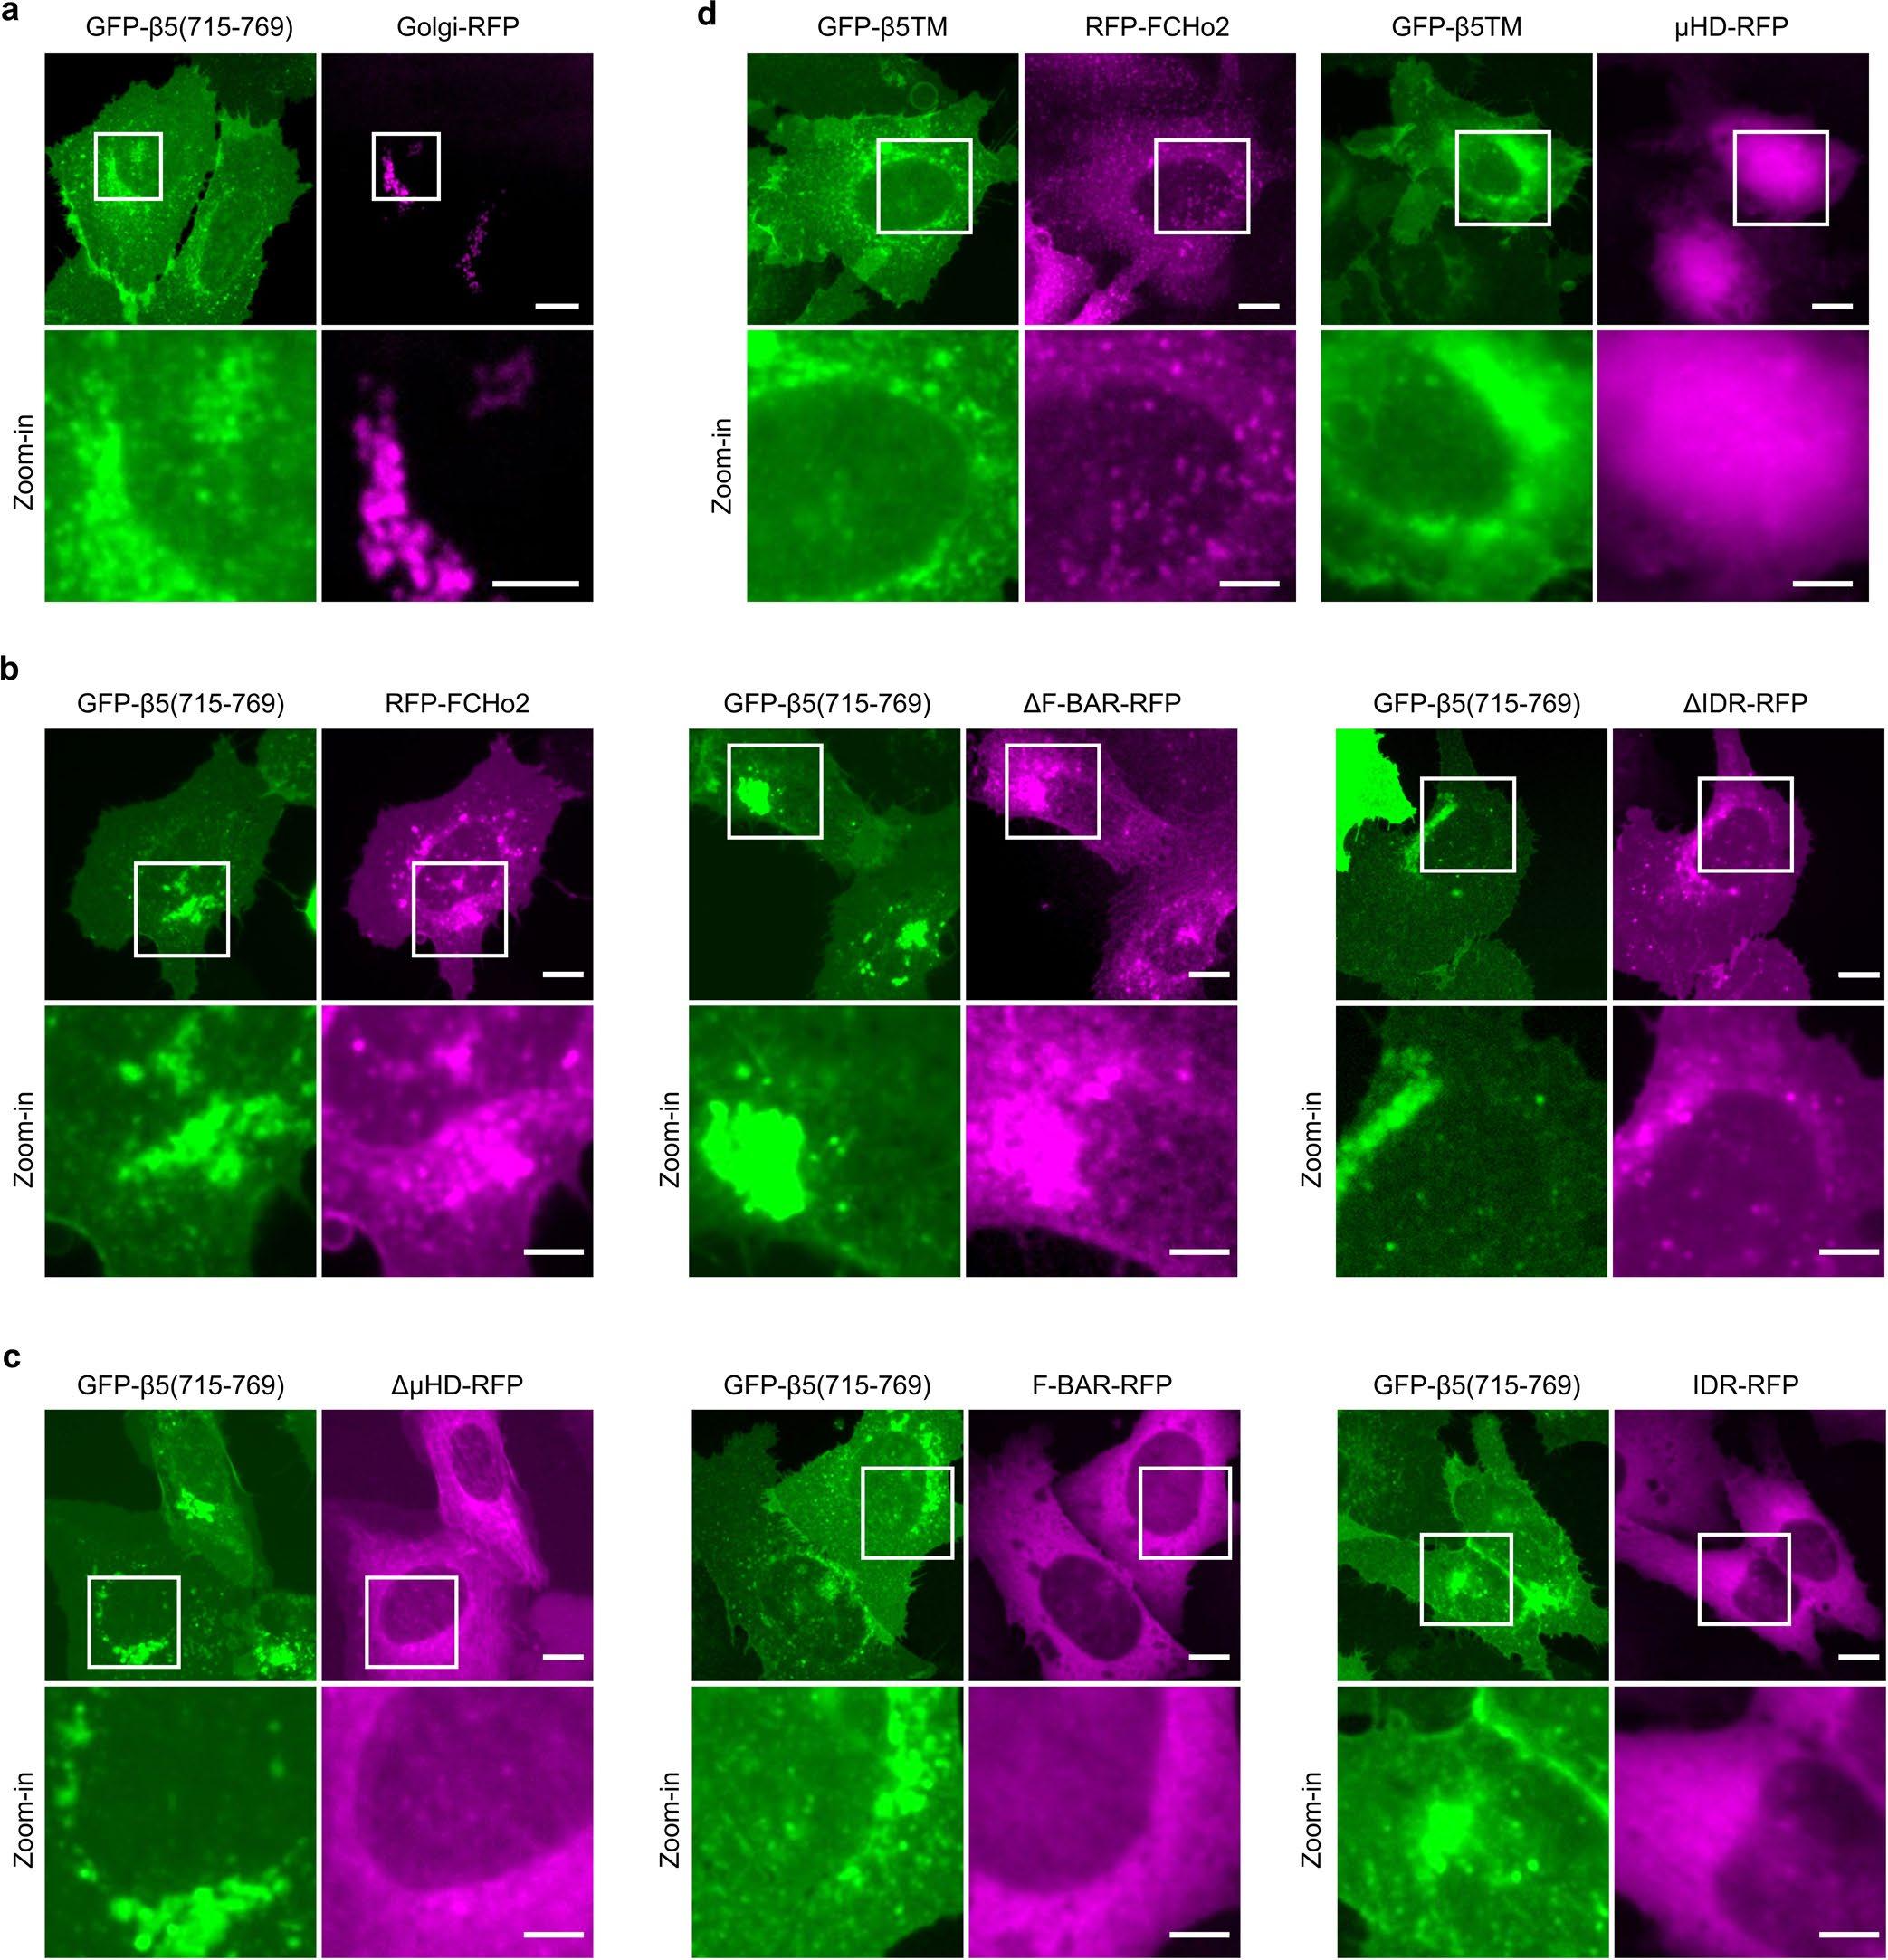 a
GFP-β5(715-769) Golgi-RFP
Zoom-in
d
GFP-β5TM RFP-FCHo2 GFP-β5TM μHD-RFP
Zoom-in
b
GFP-β5(715-769) RFP-FCHo2 GFP-β5(715-769) ΔF-BAR-RFP GFP-β5(715-769) ΔIDR-RFP
Zoom-in Zoom-in Zoom-in
c
GFP-β5(715-769) ΔμHD-RFP GFP-β5(715-769) F-BAR-RFP GFP-β5(715-769) IDR-RFP
Zoom-in Zoom-in Zoom-in